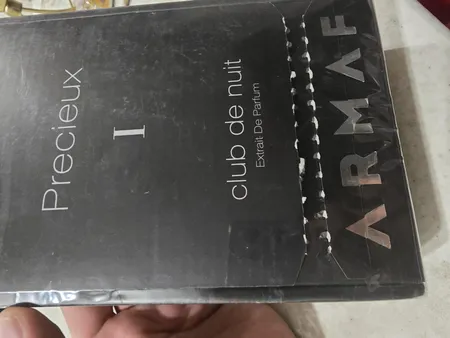 Precieux
I
club de nuit
Extrait De Parfum
ARMAF